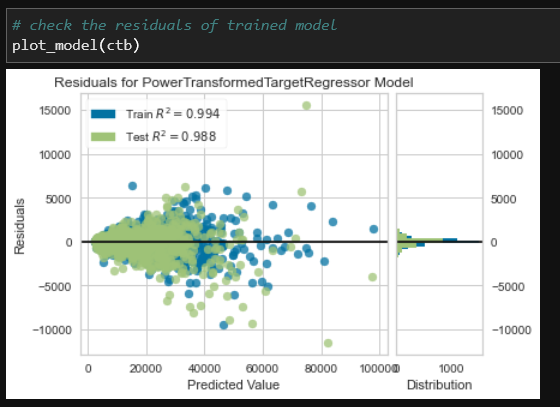 # check the residuals of trained model
plot_model(ctb)
Residuals for PowerTransformedTargetRegressor Model
Train R² = 0.994
Test R² = 0.988
Residuals
15000
10000
5000
0
−5000
−10000
15000
10000
5000
0
−5000
−10000
0 20000 40000 60000 80000 100000 0 1000
Predicted Value Distribution